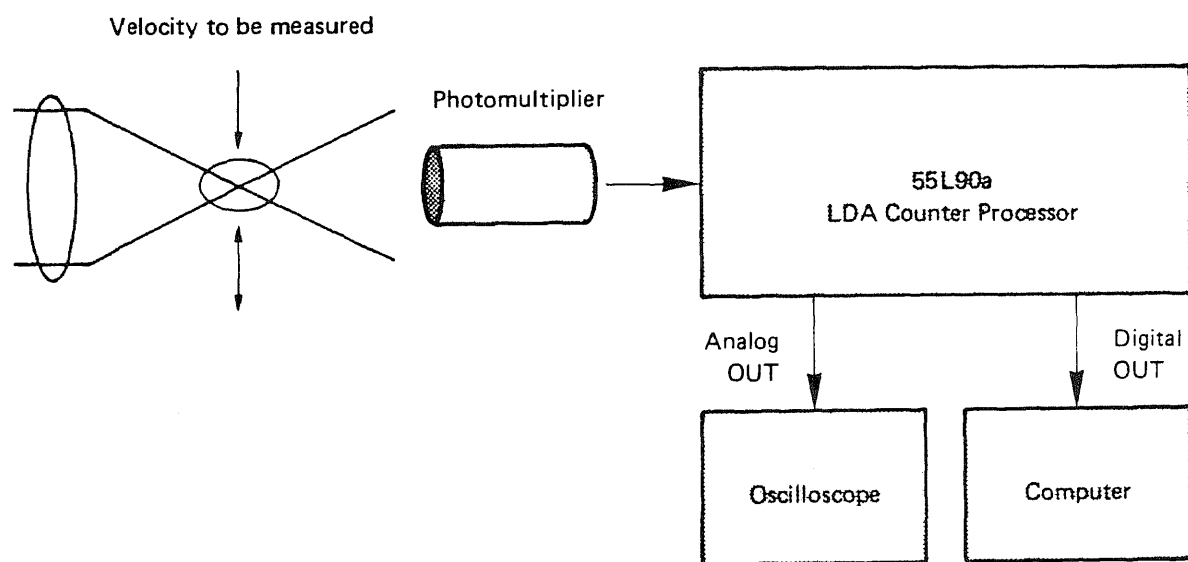 Velocity to be measured
Photomultiplier
55L90a
LDA Counter Processor
Analog
OUT
Digital
OUT
Oscilloscope
Computer